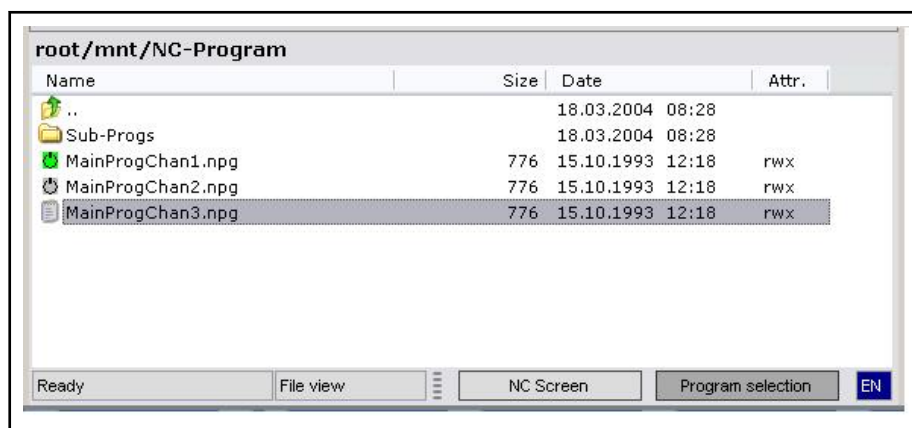 root/mnt/NC-Program
Name Size Date Attr.
.. 18.03.2004 08:28
Sub-Progs 18.03.2004 08:28
MainProgChan1.npg 776 15.10.1993 12:18 rwx
MainProgChan2.npg 776 15.10.1993 12:18 rwx
MainProgChan3.npg 776 15.10.1993 12:18 rwx
Ready File view NC Screen Program selection EN